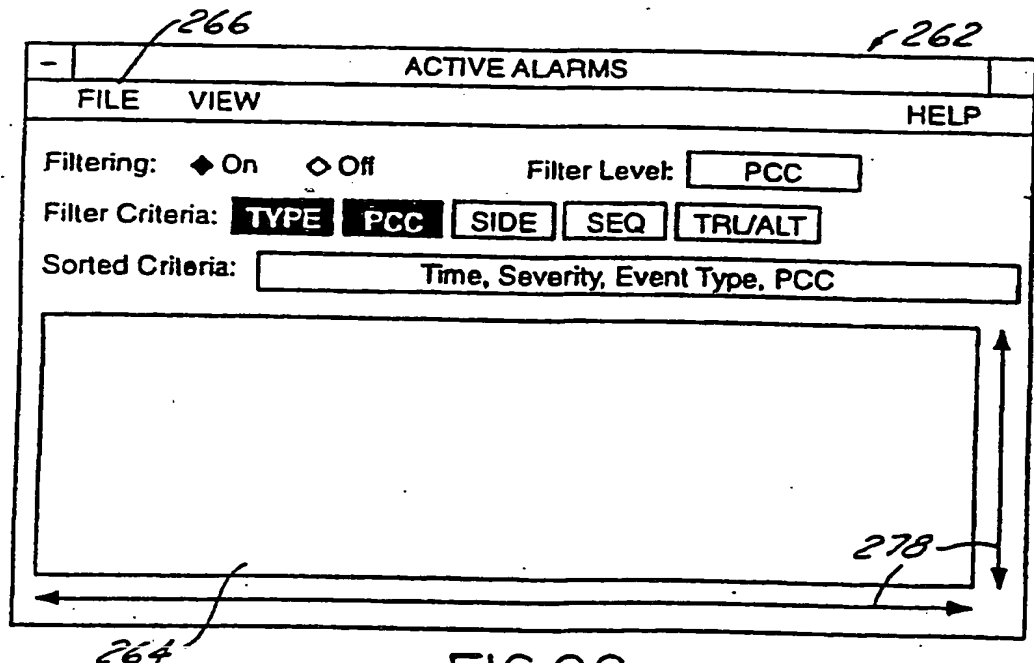 266
262
ACTIVE ALARMS
FILE VIEW HELP
Filtering: On Off Filter Level: PCC
Filter Criteria: TYPE PCC SIDE SEQ TRU/ALT
Sorted Criteria: Time, Severity, Event Type, PCC
278
264